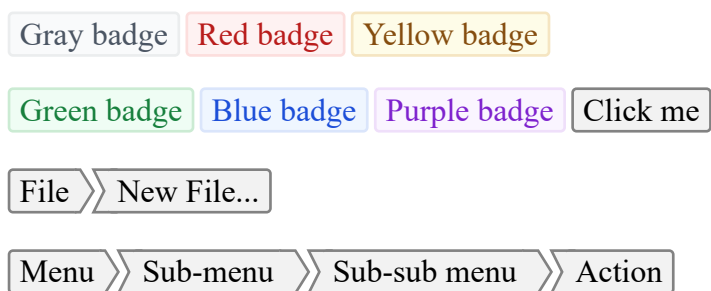 Gray badge Red badge Yellow badge
Green badge Blue badge Purple badge Click me
File New File...
Menu Sub-menu Sub-sub menu Action